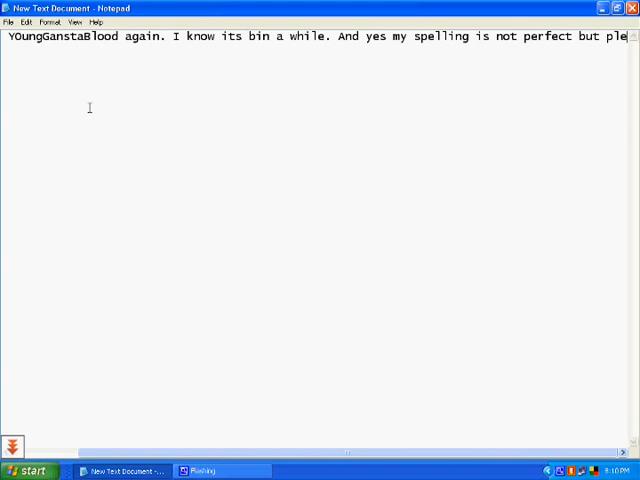 New Text Document - Notepad
File Edit Format View Help
YOungGanstaBlood again. I know its bin a while. And yes my spelling is not perfect but ple
start New Text Document -... Flashing 8:10 PM